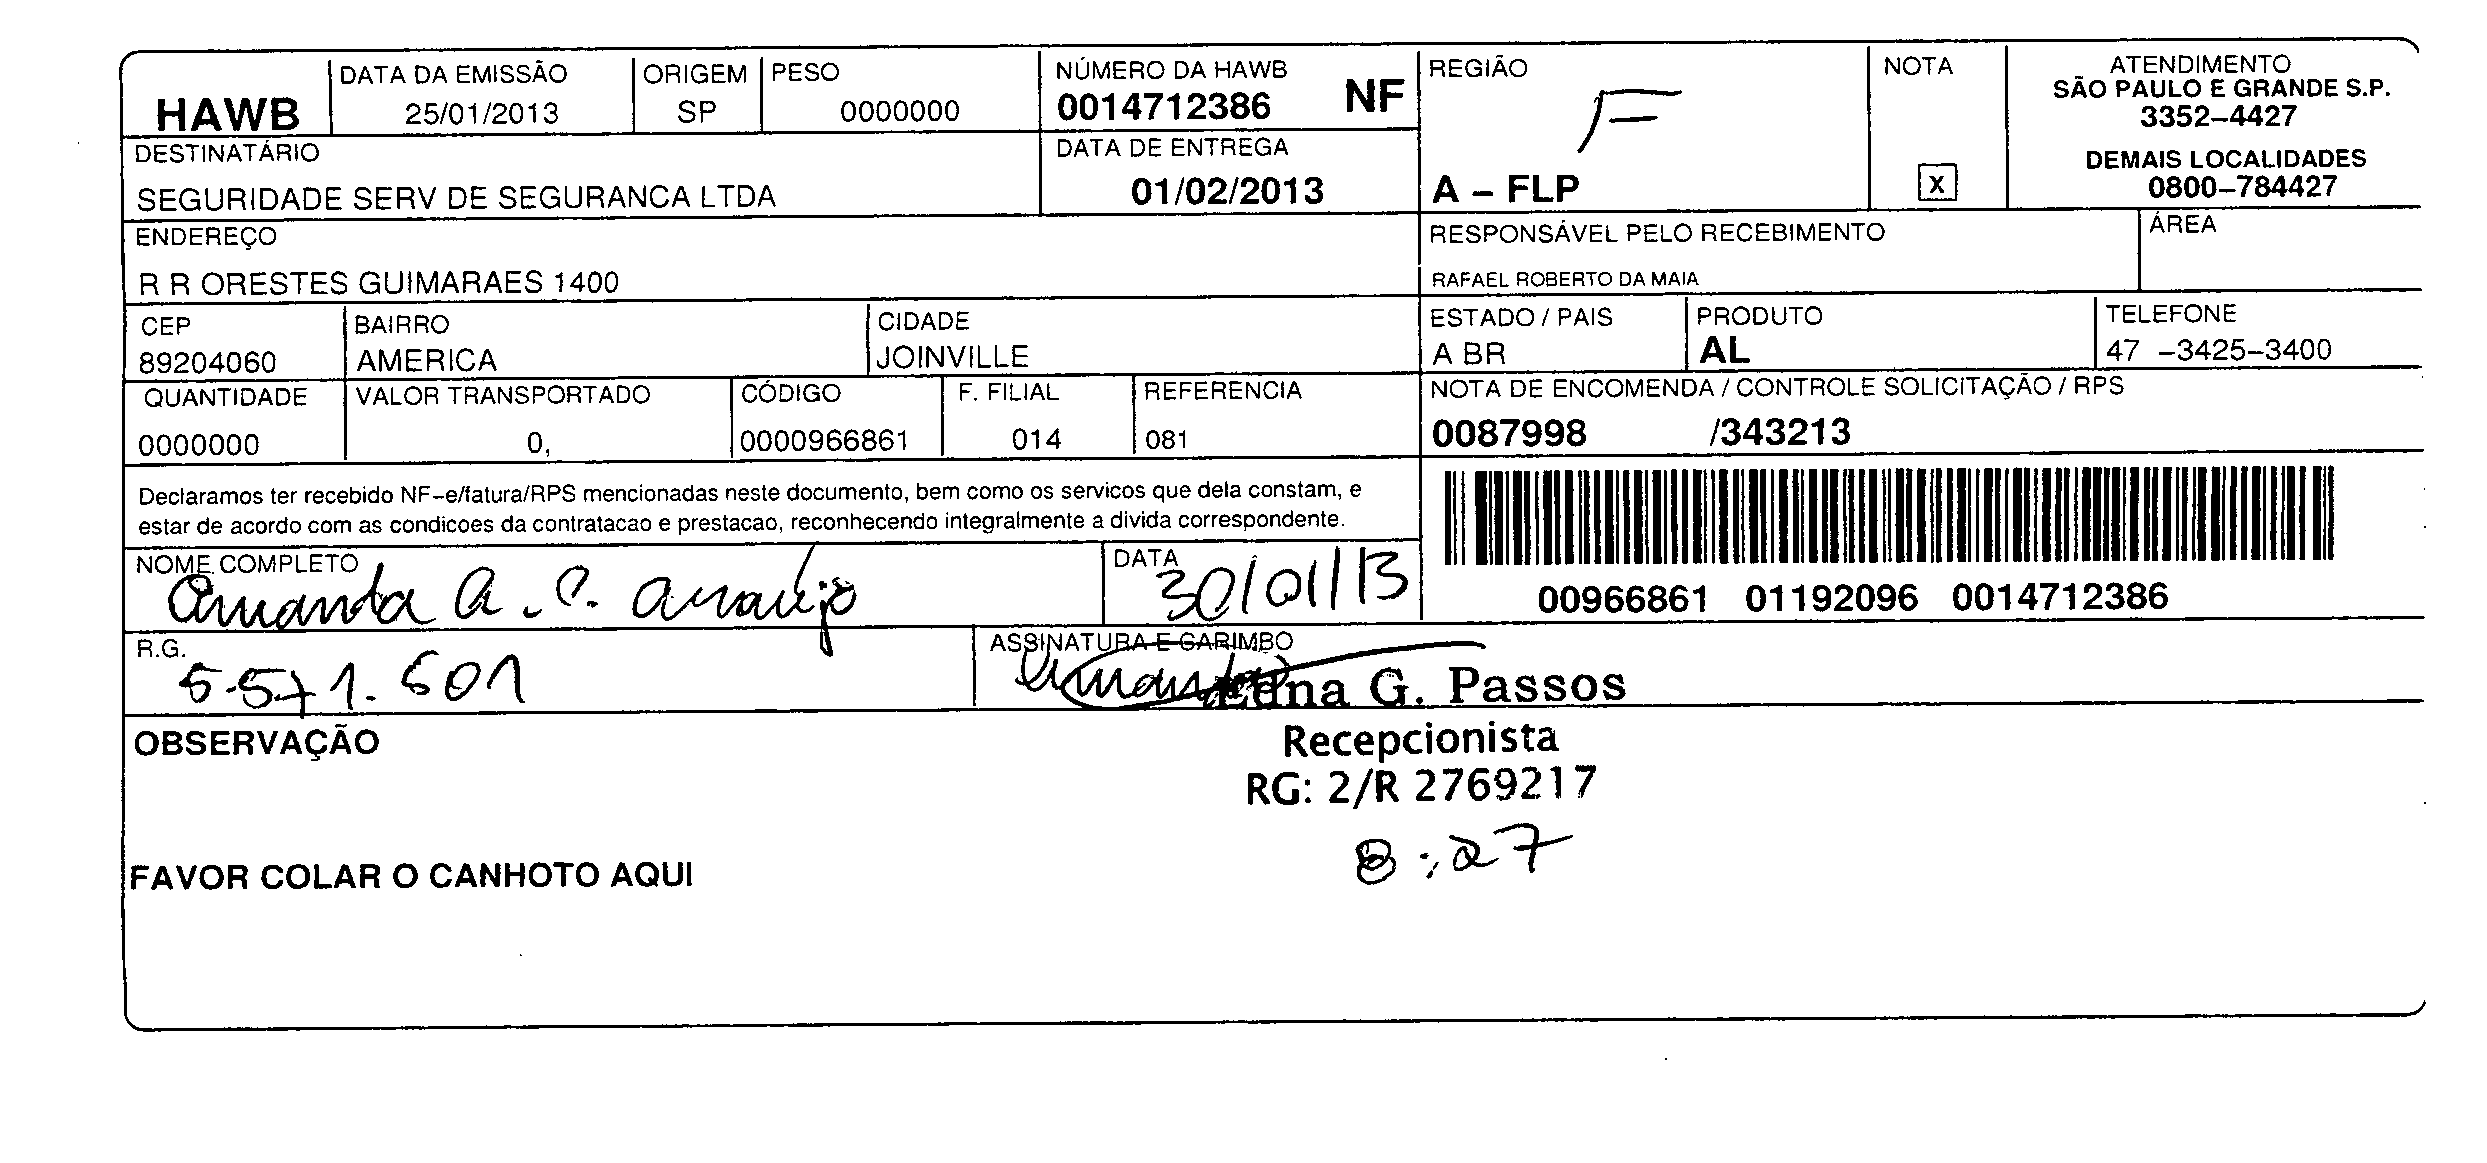 HAWB
DATA DA EMISSÃO
25/01/2013
ORIGEM
SP
PESO
0000000
NÚMERO DA HAWB
0014712386 NF
REGIÃO
F
A – FLP
NOTA
X
ATENDIMENTO
SÃO PAULO E GRANDE S.P.
3352–4427
DEMAIS LOCALIDADES
0800–784427
DESTINATÁRIO
SEGURIDADE SERV DE SEGURANCA LTDA
DATA DE ENTREGA
01/02/2013
ENDEREÇO
R R ORESTES GUIMARAES 1400
RESPONSÁVEL PELO RECEBIMENTO
RAFAEL ROBERTO DA MAIA
ÁREA
CEP
89204060
BAIRRO
AMERICA
CIDADE
JOINVILLE
ESTADO / PAIS
A BR
PRODUTO
AL
TELEFONE
47 –3425–3400
QUANTIDADE
0000000
VALOR TRANSPORTADO
0,
CÓDIGO
0000966861
F. FILIAL
014
REFERENCIA
081
NOTA DE ENCOMENDA / CONTROLE SOLICITAÇÃO / RPS
0087998 /343213
Declaramos ter recebido NF–e/fatura/RPS mencionadas neste documento, bem como os servicos que dela constam, e
estar de acordo com as condicoes da contratacao e prestacao, reconhecendo integralmente a divida correspondente.
00966861 01192096 0014712386
NOME COMPLETO
Amanda A. C. Araujo
DATA
30/01/13
R.G.
5.571.601
ASSINATURA E CARIMBO
Amanda
Edna G. Passos
Recepcionista
RG: 2/R 2769217
8:27
OBSERVAÇÃO
FAVOR COLAR O CANHOTO AQUI